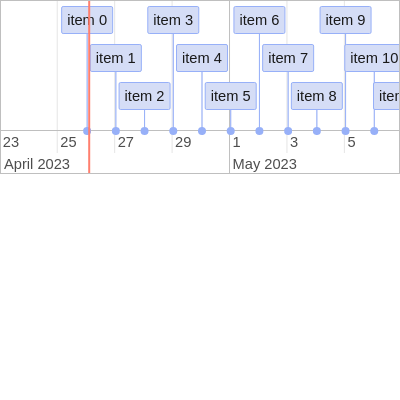 item 0 item 3 item 6 item 9
item 1 item 4 item 7 item 10
item 2 item 5 item 8
23 25 27 29 1 3 5
April 2023 May 2023